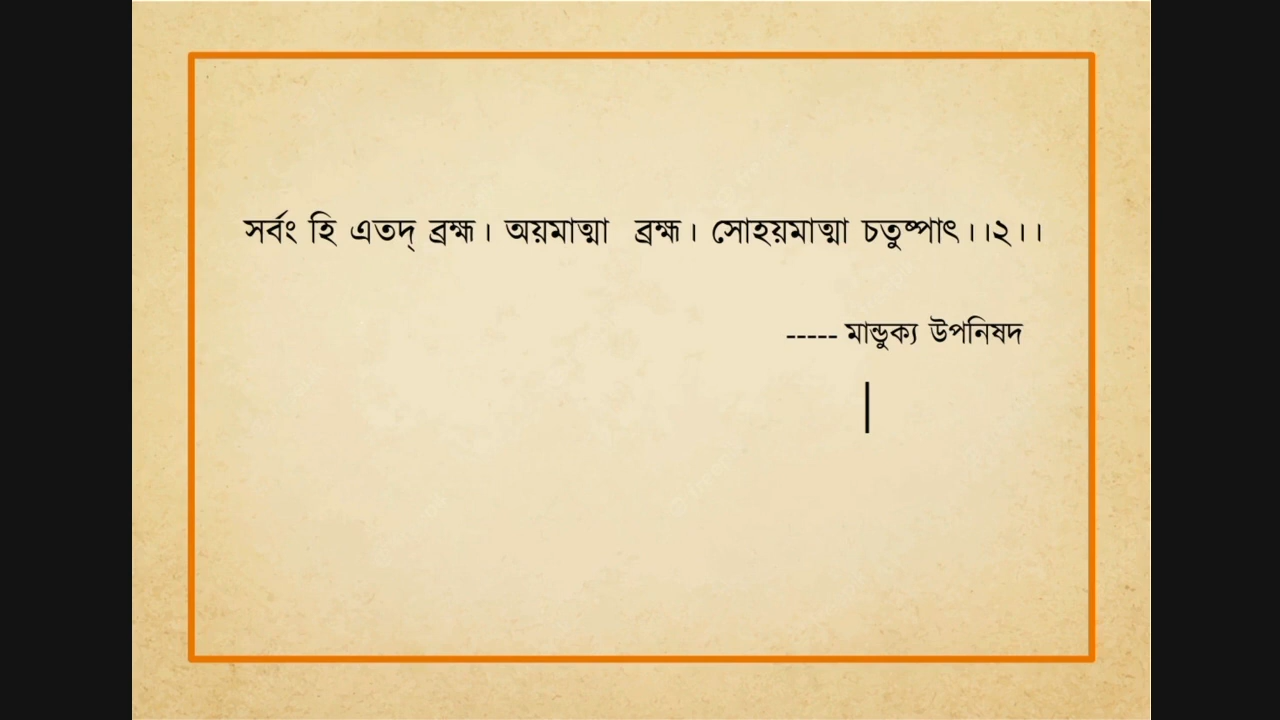 সর্বং হি এতদ্ ব্রহ্ম। অয়মাত্মা ব্রহ্ম। সোহয়মাত্মা চতুষ্পাৎ।।২।।
----- মান্ডুক্য উপনিষদ